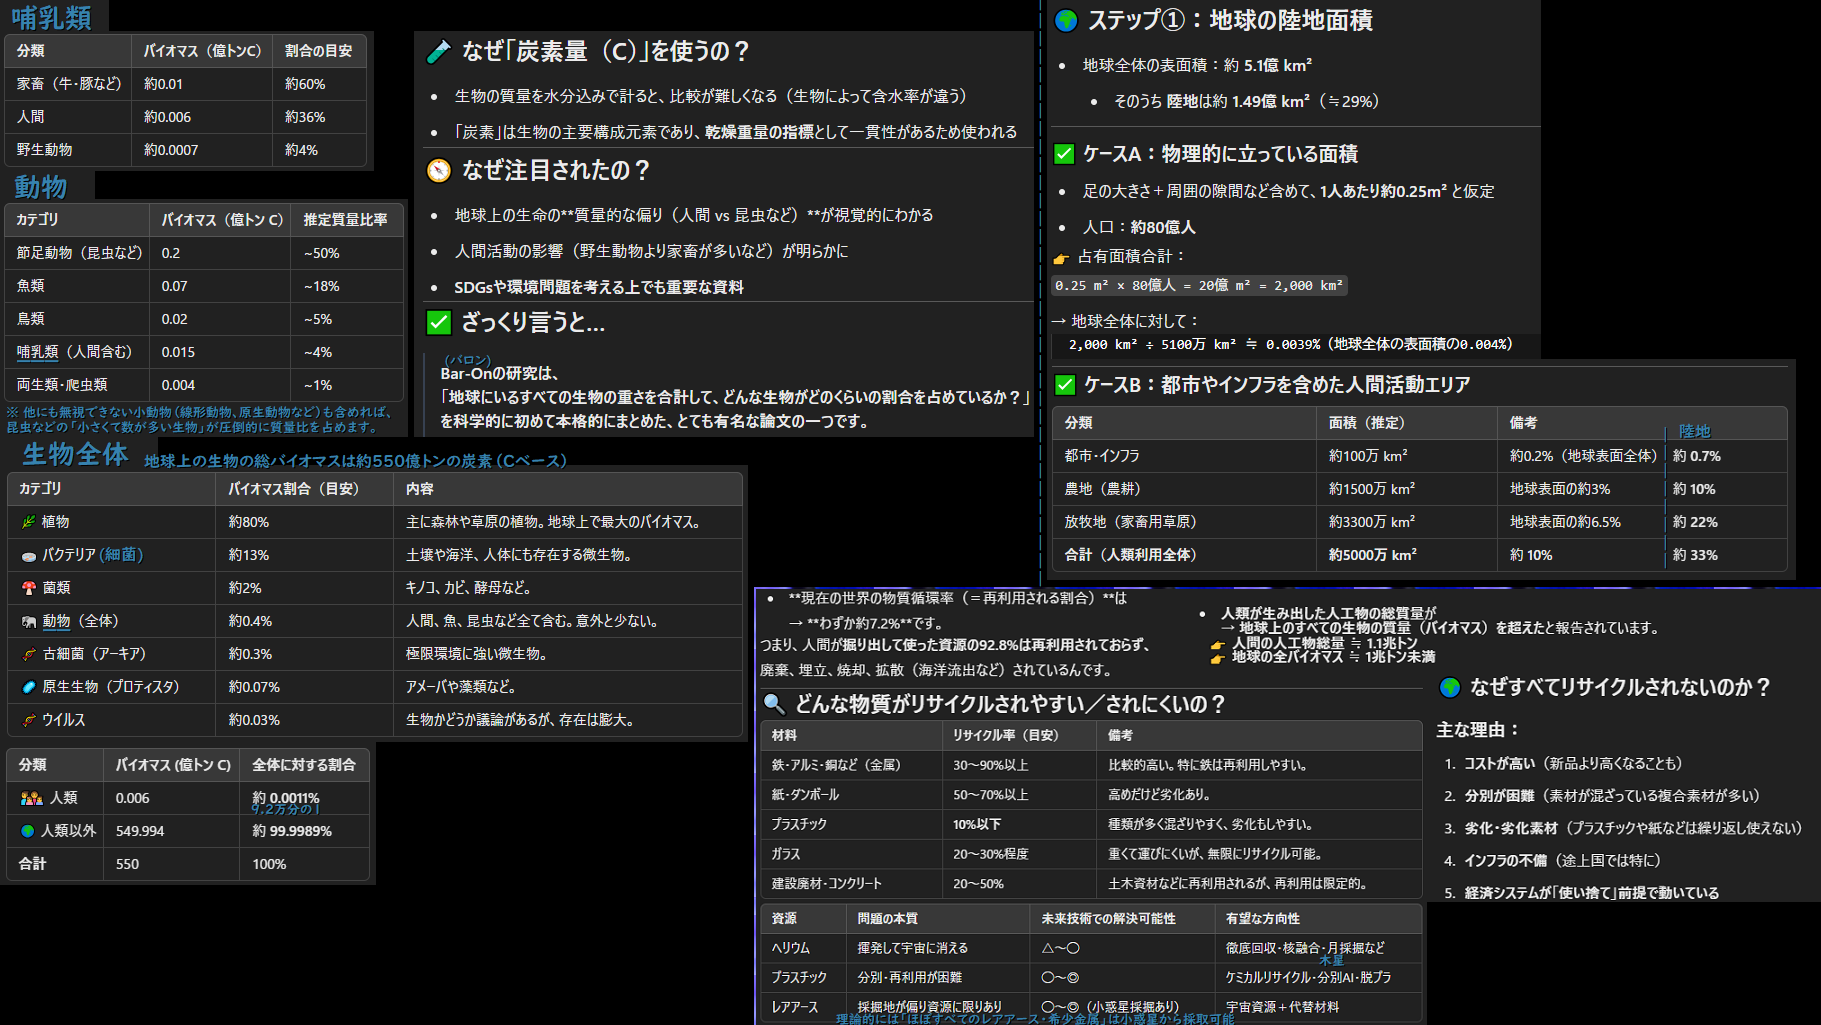 哺乳類
分類 バイオマス（億トンC） 割合の目安
家畜（牛・豚など） 約0.01 約60%
人間 約0.006 約36%
野生動物 約0.0007 約4%
動物
カテゴリ バイオマス（億トン C） 推定質量比率
節足動物（昆虫など） 0.2 ~50%
魚類 0.07 ~18%
鳥類 0.02 ~5%
哺乳類（人間含む） 0.015 ~4%
両生類・爬虫類 0.004 ~1%
※ 他にも無視できない小動物（線形動物、原生動物など）も含めれば、
昆虫などの「小さくて数が多い生物」が圧倒的に質量比を占めます。
なぜ「炭素量（C）」を使うの？
• 生物の質量を水分込みで計ると、比較が難しくなる（生物によって含水率が違う）
• 「炭素」は生物の主要構成元素であり、乾燥重量の指標として一貫性があるため使われる
なぜ注目されたの？
• 地球上の生命の**質量的な偏り（人間 vs 昆虫など）**が視覚的にわかる
• 人間活動の影響（野生動物より家畜が多いなど）が明らかに
• SDGsや環境問題を考える上でも重要な資料
✅ ざっくり言うと…
（バロン）
Bar-Onの研究は、
「地球にいるすべての生物の重さを合計して、どんな生物がどのくらいの割合を占めているか？」
を科学的に初めて本格的にまとめた、とても有名な論文の一つです。
生物全体 地球上の生物の総バイオマスは約550億トンの炭素（Cベース）
カテゴリ バイオマス割合（目安） 内容
植物 約80% 主に森林や草原の植物。地球上で最大のバイオマス。
バクテリア（細菌） 約13% 土壌や海洋、人体にも存在する微生物。
菌類 約2% キノコ、カビ、酵母など。
動物（全体） 約0.4% 人間、魚、昆虫など全て含む。意外と少ない。
古細菌（アーキア） 約0.3% 極限環境に強い微生物。
原生生物（プロティスタ） 約0.07% アメーバや藻類など。
ウイルス 約0.03% 生物かどうか議論があるが、存在は膨大。
分類 バイオマス (億トン C) 全体に対する割合
人類 0.006 約 0.0011%
9.2万分の1
人類以外 549.994 約 99.9989%
合計 550 100%
ステップ①：地球の陸地面積
• 地球全体の表面積：約 5.1億 km²
• そのうち 陸地は約 1.49億 km²（≒29%）
✅ ケースA：物理的に立っている面積
• 足の大きさ＋周囲の隙間など含めて、1人あたり約0.25m² と仮定
• 人口：約80億人
👉 占有面積合計：
0.25 m² × 80億人 = 20億 m² = 2,000 km²
→ 地球全体に対して：
2,000 km² ÷ 5100万 km² ≒ 0.0039%（地球全体の表面積の0.004%）
✅ ケースB：都市やインフラを含めた人間活動エリア
分類 面積（推定） 備考 陸地
都市・インフラ 約100万 km² 約0.2%（地球表面全体） 約 0.7%
農地（農耕） 約1500万 km² 地球表面の約3% 約 10%
放牧地（家畜用草原） 約3300万 km² 地球表面の約6.5% 約 22%
合計（人類利用全体） 約5000万 km² 約 10% 約 33%
• **現在の世界の物質循環率（＝再利用される割合）**は
→ **わずか約7.2%**です。
つまり、人間が掘り出して使った資源の92.8%は再利用されておらず、
廃棄、埋立、焼却、拡散（海洋流出など）されているんです。
• 人類が生み出した人工物の総質量が
→ 地球上のすべての生物の質量（バイオマス）を超えたと報告されています。
👉 人間の人工物総量 ≒ 1.1兆トン
👉 地球の全バイオマス ≒ 1兆トン未満
どんな物質がリサイクルされやすい／されにくいの？
材料 リサイクル率（目安） 備考
鉄・アルミ・銅など（金属） 30〜90%以上 比較的高い。特に鉄は再利用しやすい。
紙・ダンボール 50〜70%以上 高めだけど劣化あり。
プラスチック 10%以下 種類が多く混ざりやすく、劣化もしやすい。
ガラス 20〜30%程度 重くて運びにくいが、無限にリサイクル可能。
建設廃材・コンクリート 20〜50% 土木資材などに再利用されるが、再利用は限定的。
資源 問題の本質 未来技術での解決可能性 有望な方向性
ヘリウム 揮発して宇宙に消える △〜〇 徹底回収・核融合・月採掘など
木星
プラスチック 分別・再利用が困難 〇〜◎ ケミカルリサイクル・分別AI・脱プラ
レアアース 採掘地が偏り資源に限りあり 〇〜◎（小惑星採掘あり） 宇宙資源＋代替材料
理論的には「ほぼすべてのレアアース・希少金属」は小惑星から採取可能
なぜすべてリサイクルされないのか？
主な理由：
1. コストが高い（新品より高くなることも）
2. 分別が困難（素材が混ざっている複合素材が多い）
3. 劣化・劣化素材（プラスチックや紙などは繰り返し使えない）
4. インフラの不備（途上国では特に）
5. 経済システムが「使い捨て」前提で動いている